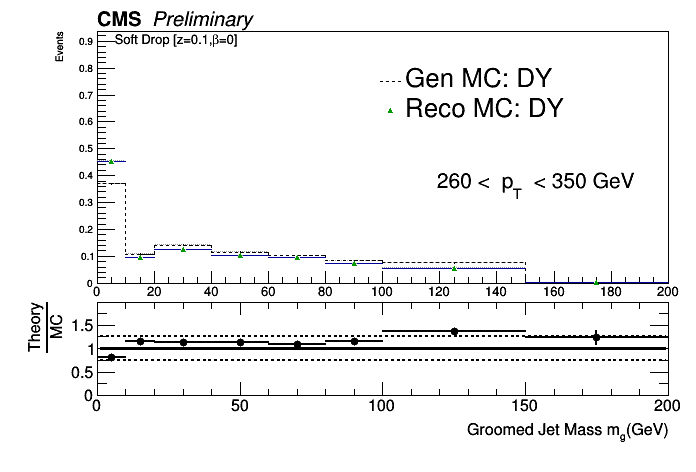 CMS Preliminary
Events
Soft Drop [z=0.1,β=0]
Gen MC: DY
Reco MC: DY
260 < p_T < 350 GeV
0.9
0.8
0.7
0.6
0.5
0.4
0.3
0.2
0.1
0
0 20 40 60 80 100 120 140 160 180 200
Theory
MC
1.5
1
0.5
0
0 50 100 150 200
Groomed Jet Mass m_g(GeV)